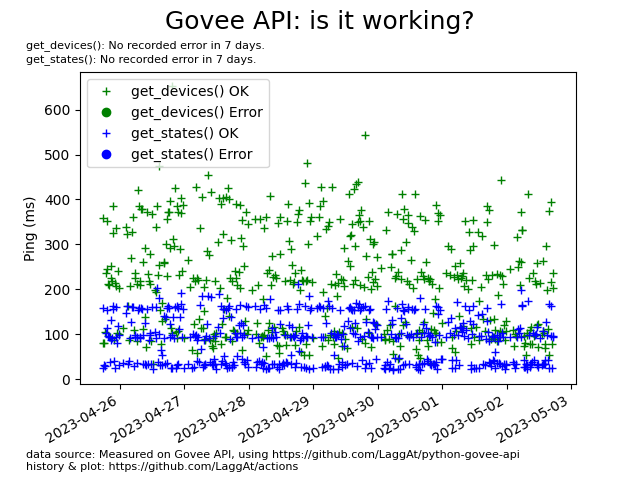 Govee API: is it working?
get_devices(): No recorded error in 7 days.
get_states(): No recorded error in 7 days.
get_devices() OK
get_devices() Error
get_states() OK
get_states() Error
Ping (ms)
600
500
400
300
200
100
0
2023-04-26
2023-04-27
2023-04-28
2023-04-29
2023-04-30
2023-05-01
2023-05-02
2023-05-03
data source: Measured on Govee API, using https://github.com/LaggAt/python-govee-api
history & plot: https://github.com/LaggAt/actions